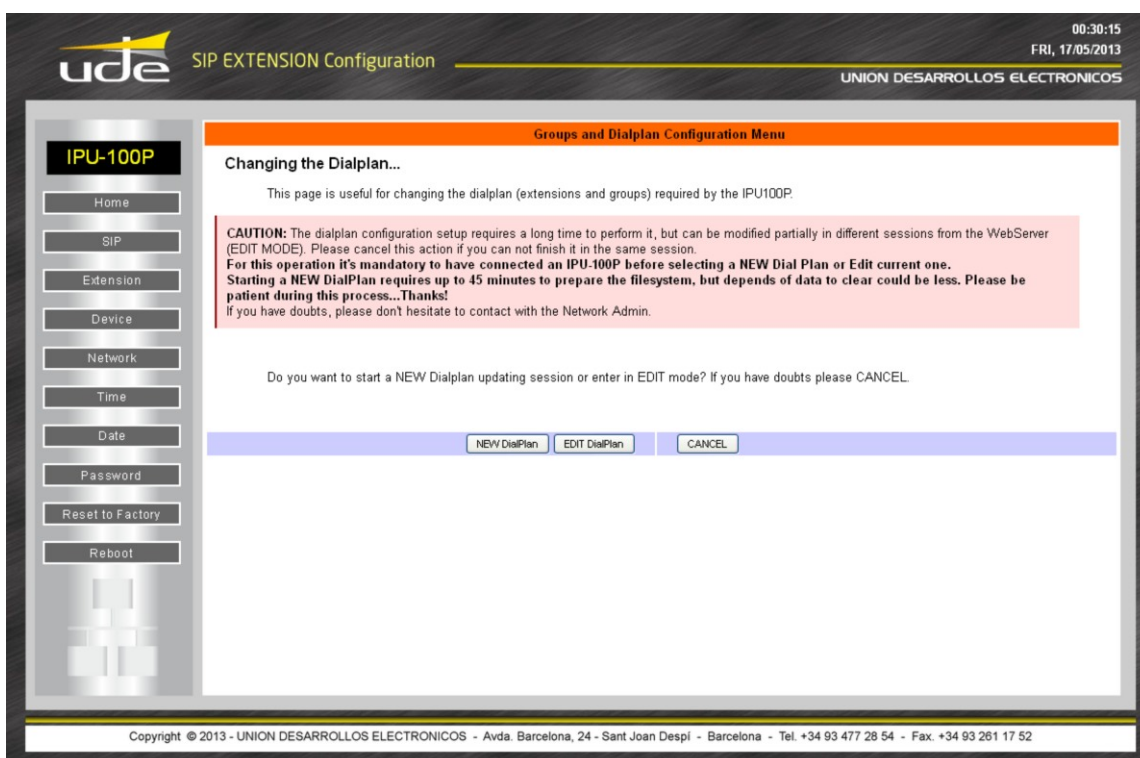 00:30:15
FRI, 17/05/2013
ude
SIP EXTENSION Configuration
UNION DESARROLLOS ELECTRONICOS
IPU-100P
Home
SIP
Extension
Device
Network
Time
Date
Password
Reset to Factory
Reboot
Groups and Dialplan Configuration Menu
Changing the Dialplan...
This page is useful for changing the dialplan (extensions and groups) required by the IPU100P.
CAUTION: The dialplan configuration setup requires a long time to perform it, but can be modified partially in different sessions from the WebServer
(EDIT MODE). Please cancel this action if you can not finish it in the same session.
For this operation it's mandatory to have connected an IPU-100P before selecting a NEW Dial Plan or Edit current one.
Starting a NEW DialPlan requires up to 45 minutes to prepare the filesystem, but depends of data to clear could be less. Please be
patient during this process...Thanks!
If you have doubts, please don't hesitate to contact with the Network Admin.
Do you want to start a NEW Dialplan updating session or enter in EDIT mode? If you have doubts please CANCEL.
NEW DialPlan EDIT DialPlan CANCEL
Copyright © 2013 - UNION DESARROLLOS ELECTRONICOS - Avda. Barcelona, 24 - Sant Joan Despí - Barcelona - Tel. +34 93 477 28 54 - Fax. +34 93 261 17 52